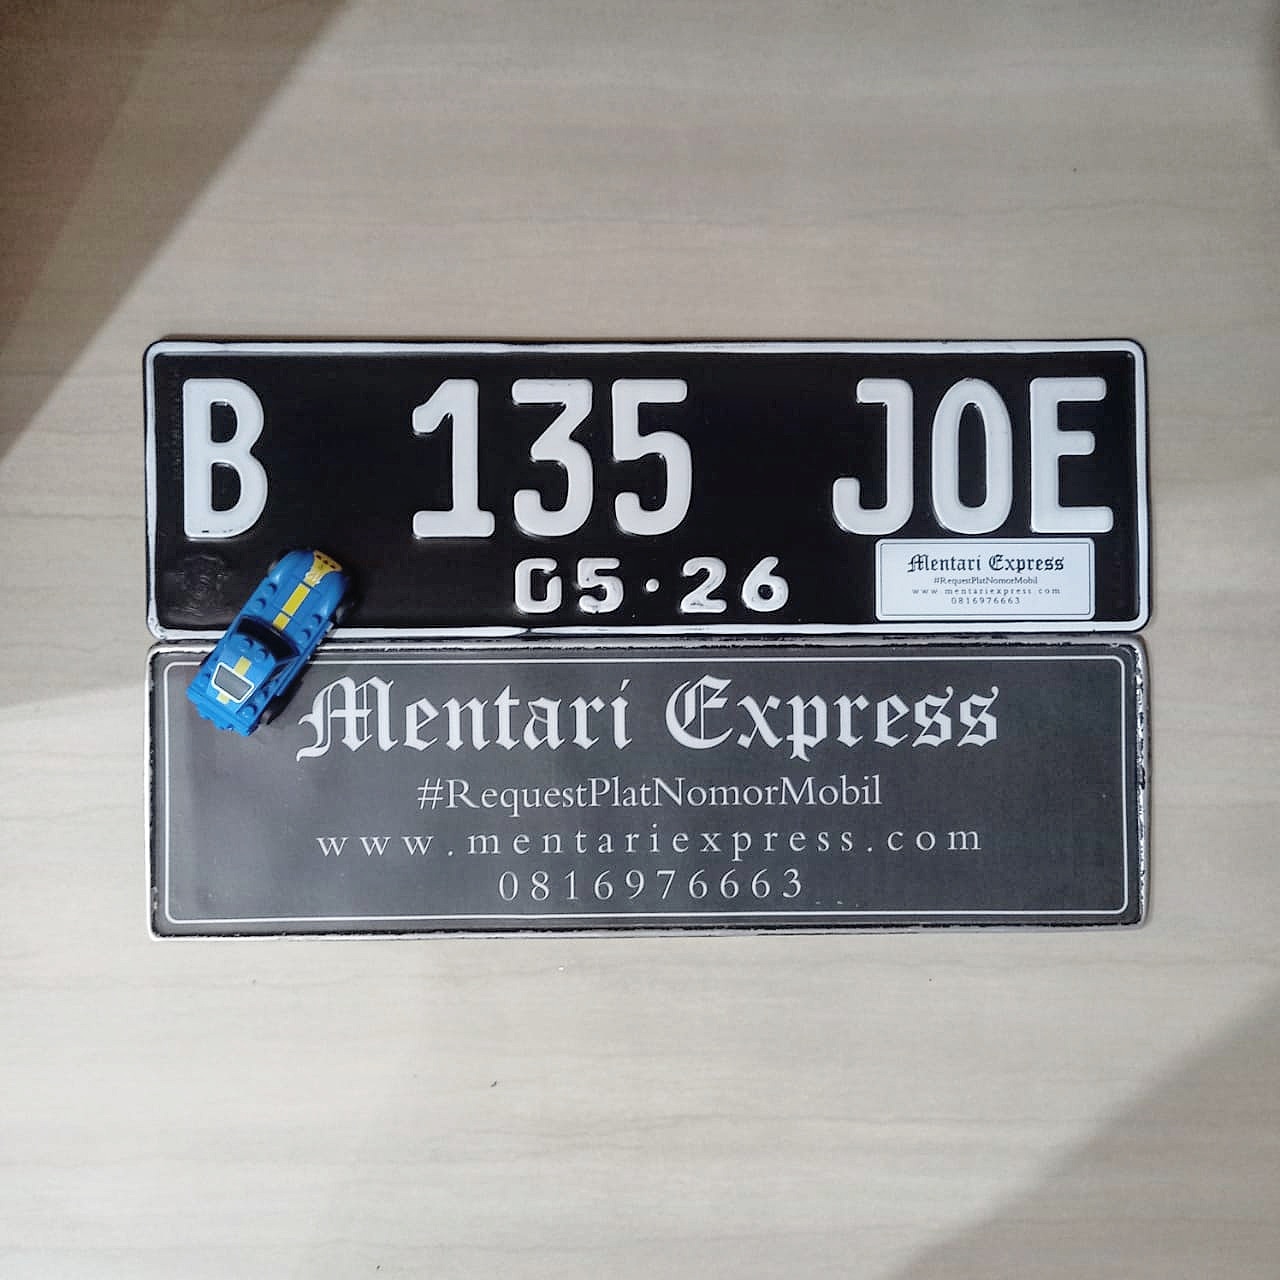 B 135 JOE
05·26
Mentari Express
#RequestPlatNomorMobil
www.mentariexpress.com
0816976663
Mentari Express
#RequestPlatNomorMobil
www.mentariexpress.com
0816976663